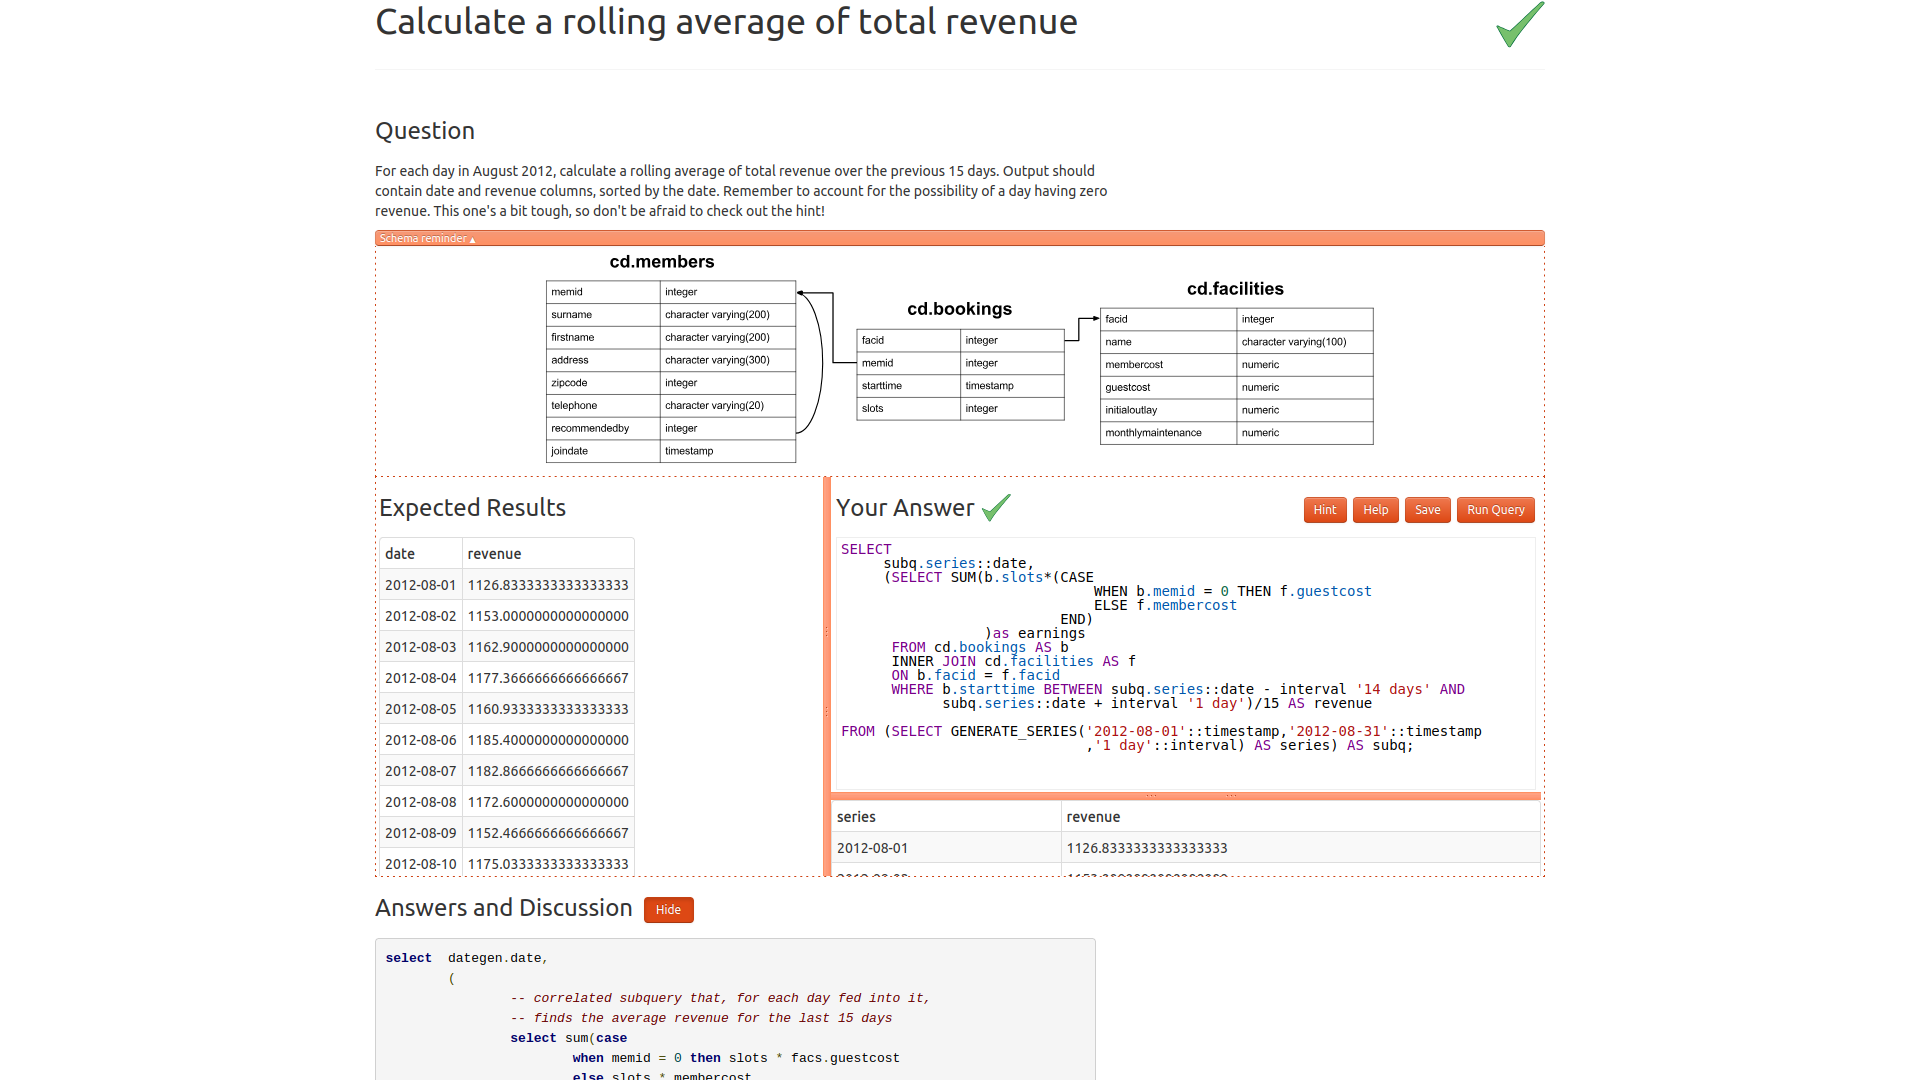 Calculate a rolling average of total revenue
Question
For each day in August 2012, calculate a rolling average of total revenue over the previous 15 days. Output should
contain date and revenue columns, sorted by the date. Remember to account for the possibility of a day having zero
revenue. This one's a bit tough, so don't be afraid to check out the hint!
Schema reminder ▴
cd.members
memid integer
surname character varying(200)
firstname character varying(200)
address character varying(300)
zipcode integer
telephone character varying(20)
recommendedby integer
joindate timestamp
cd.bookings
facid integer
memid integer
starttime timestamp
slots integer
cd.facilities
facid integer
name character varying(100)
membercost numeric
guestcost numeric
initialoutlay numeric
monthlymaintenance numeric
Expected Results
date revenue
2012-08-01 1126.8333333333333333
2012-08-02 1153.0000000000000000
2012-08-03 1162.9000000000000000
2012-08-04 1177.3666666666666667
2012-08-05 1160.9333333333333333
2012-08-06 1185.4000000000000000
2012-08-07 1182.8666666666666667
2012-08-08 1172.6000000000000000
2012-08-09 1152.4666666666666667
2012-08-10 1175.0333333333333333
Your Answer
Hint Help Save Run Query
SELECT
subq.series::date,
(SELECT SUM(b.slots*(CASE
WHEN b.memid = 0 THEN f.guestcost
ELSE f.membercost
END)
)as earnings
FROM cd.bookings AS b
INNER JOIN cd.facilities AS f
ON b.facid = f.facid
WHERE b.starttime BETWEEN subq.series::date - interval '14 days' AND
subq.series::date + interval '1 day')/15 AS revenue
FROM (SELECT GENERATE_SERIES('2012-08-01'::timestamp,'2012-08-31'::timestamp
,'1 day'::interval) AS series) AS subq;
series revenue
2012-08-01 1126.8333333333333333
Answers and Discussion Hide
select dategen.date,
(
-- correlated subquery that, for each day fed into it,
-- finds the average revenue for the last 15 days
select sum(case
when memid = 0 then slots * facs.guestcost
else slots * membercost